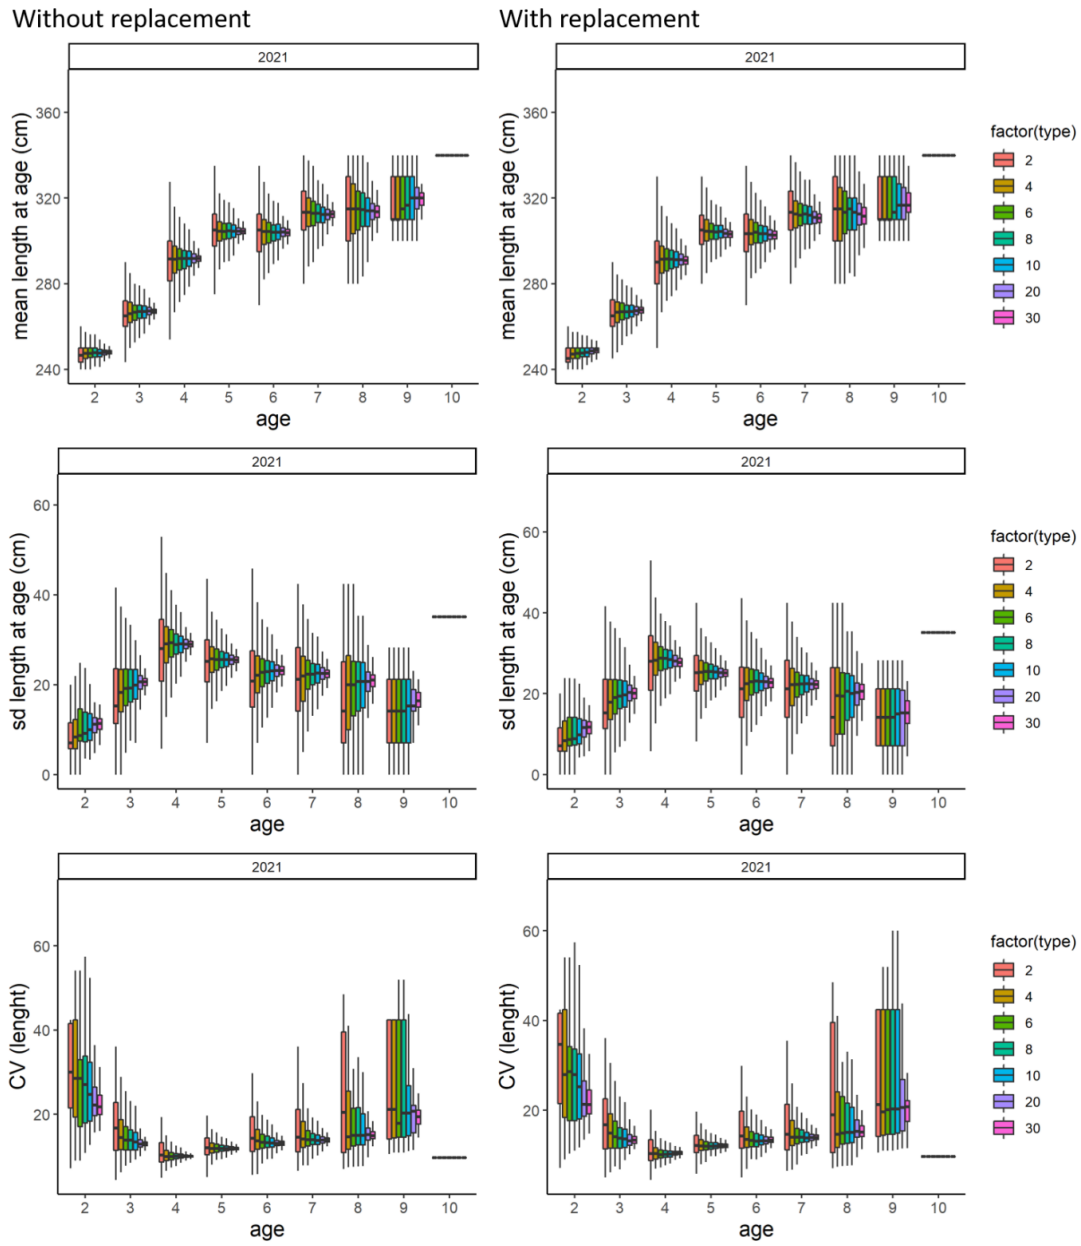 Without replacement
With replacement
2021
mean length at age (cm)
360
320
280
240
2 3 4 5 6 7 8 9 10
age
2021
mean length at age (cm)
360
320
280
240
2 3 4 5 6 7 8 9 10
age
factor(type)
2
4
6
8
10
20
30
2021
sd length at age (cm)
60
40
20
0
2 3 4 5 6 7 8 9 10
age
2021
sd length at age (cm)
60
40
20
0
2 3 4 5 6 7 8 9 10
age
factor(type)
2
4
6
8
10
20
30
2021
CV (lenght)
60
40
20
2 3 4 5 6 7 8 9 10
age
2021
CV (lenght)
60
40
20
2 3 4 5 6 7 8 9 10
age
factor(type)
2
4
6
8
10
20
30